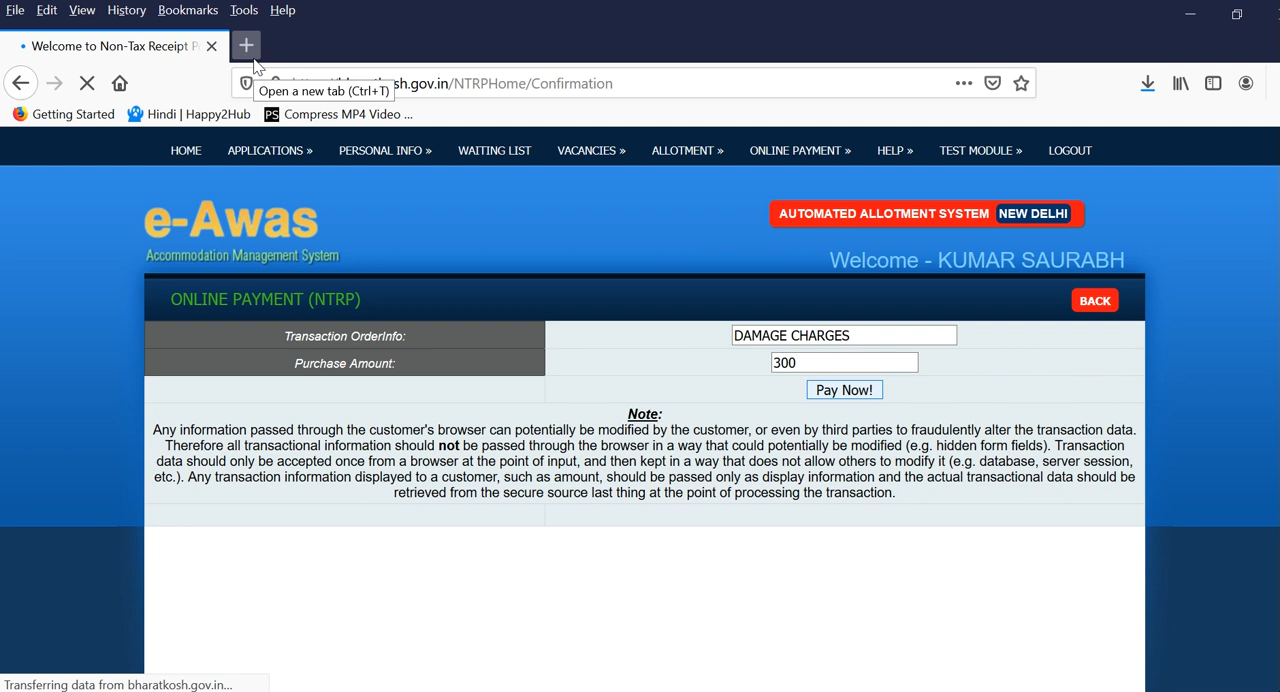 File Edit View History Bookmarks Tools Help
Welcome to Non-Tax Receipt
Open a new tab (Ctrl+T)
sh.gov.in/NTRPHome/Confirmation
Getting Started Hindi | Happy2Hub PS Compress MP4 Video ...
HOME APPLICATIONS » PERSONAL INFO » WAITING LIST VACANCIES » ALLOTMENT » ONLINE PAYMENT » HELP » TEST MODULE » LOGOUT
e-Awas
Accommodation Management System
AUTOMATED ALLOTMENT SYSTEM NEW DELHI
Welcome - KUMAR SAURABH
ONLINE PAYMENT (NTRP) BACK
Transaction OrderInfo: DAMAGE CHARGES
Purchase Amount: 300
Pay Now!
Note:
Any information passed through the customer's browser can potentially be modified by the customer, or even by third parties to fraudulently alter the transaction data.
Therefore all transactional information should not be passed through the browser in a way that could potentially be modified (e.g. hidden form fields). Transaction
data should only be accepted once from a browser at the point of input, and then kept in a way that does not allow others to modify it (e.g. database, server session,
etc.). Any transaction information displayed to a customer, such as amount, should be passed only as display information and the actual transactional data should be
retrieved from the secure source last thing at the point of processing the transaction.
Transferring data from bharatkosh.gov.in...